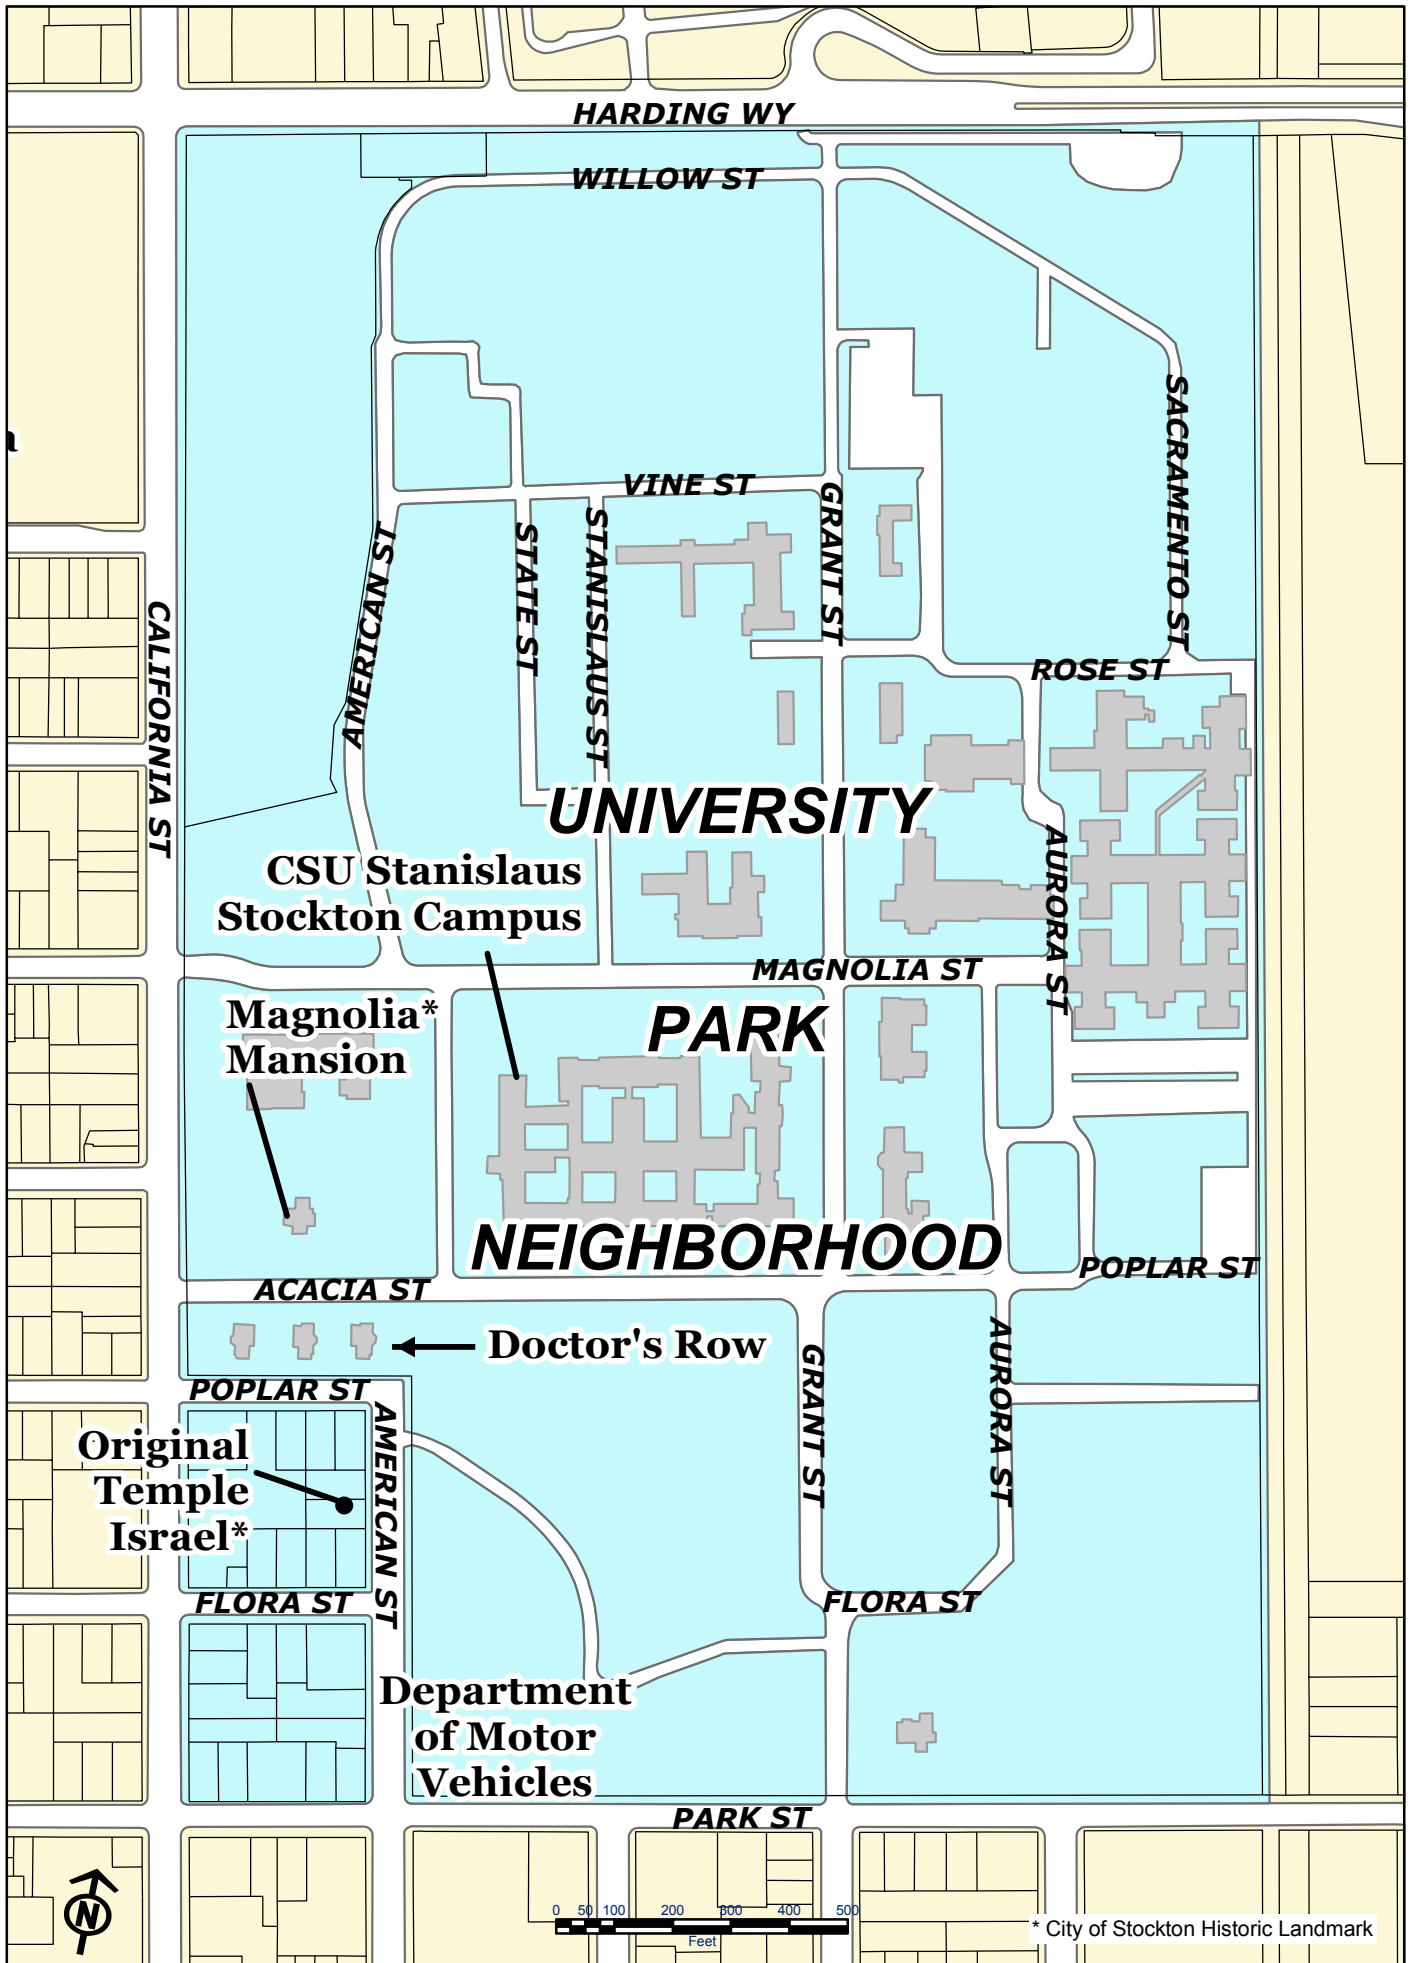 HARDING WY
WILLOW ST
SACRAMENTO ST
VINE ST
GRANT ST
AMERICAN ST
STATE ST
STANISLAUS ST
CALIFORNIA ST
ROSE ST
UNIVERSITY
PARK
NEIGHBORHOOD
CSU Stanislaus
Stockton Campus
AURORA ST
MAGNOLIA ST
Magnolia*
Mansion
POPLAR ST
ACACIA ST
Doctor's Row
POPLAR ST
AMERICAN ST
GRANT ST
AURORA ST
Original
Temple
Israel*
FLORA ST
FLORA ST
Department
of Motor
Vehicles
PARK ST
N
0 50 100 200 300 400 500
Feet
* City of Stockton Historic Landmark